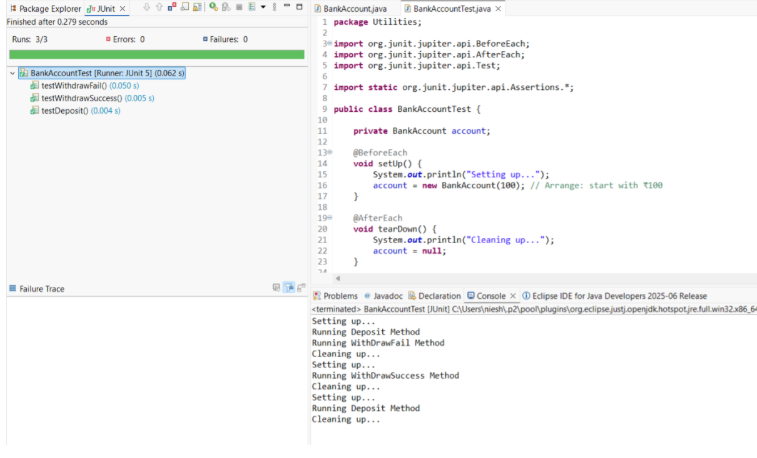 Package Explorer JUnit
Finished after 0.279 seconds
Runs: 3/3 Errors: 0 Failures: 0
BankAccountTest [Runner: JUnit 5] (0.062 s)
testWithdrawFail() (0.050 s)
testWithdrawSuccess() (0.005 s)
testDeposit() (0.004 s)
Failure Trace
BankAccount.java BankAccountTest.java
1 package Utilities;
2
3 import org.junit.jupiter.api.BeforeEach;
4 import org.junit.jupiter.api.AfterEach;
5 import org.junit.jupiter.api.Test;
6
7 import static org.junit.jupiter.api.Assertions.*;
8
9 public class BankAccountTest {
10
11 private BankAccount account;
12
13 @BeforeEach
14 void setUp() {
15 System.out.println("Setting up...");
16 account = new BankAccount(100); // Arrange: start with ₹100
17 }
18
19 @AfterEach
20 void tearDown() {
21 System.out.println("Cleaning up...");
22 account = null;
23 }
24
Problems Javadoc Declaration Console Eclipse IDE for Java Developers 2025-06 Release
<terminated> BankAccountTest [JUnit] C:\Users\niesh\.p2\pool\plugins\org.eclipse.justj.openjdk.hotspot.jre.full.win32.x86_64
Setting up...
Running Deposit Method
Running WithDrawFail Method
Cleaning up...
Setting up...
Running WithDrawSuccess Method
Cleaning up...
Setting up...
Running Deposit Method
Cleaning up...